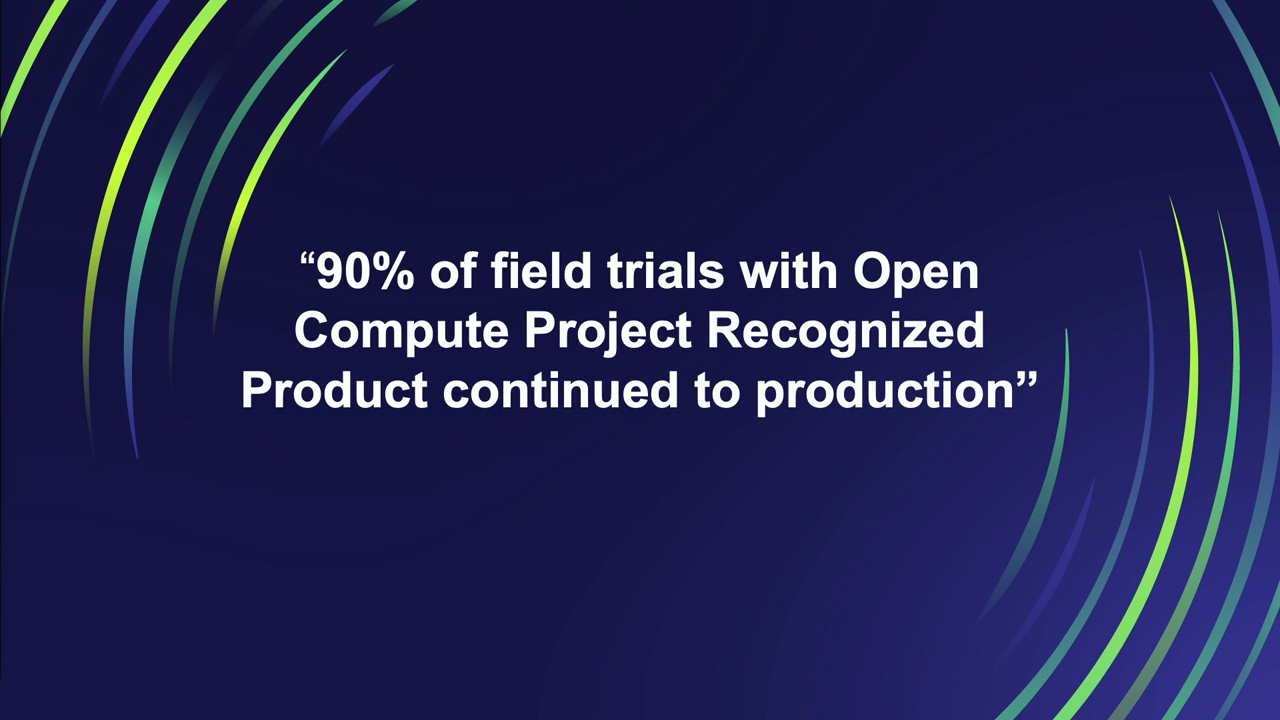 “90% of field trials with Open
Compute Project Recognized
Product continued to production”